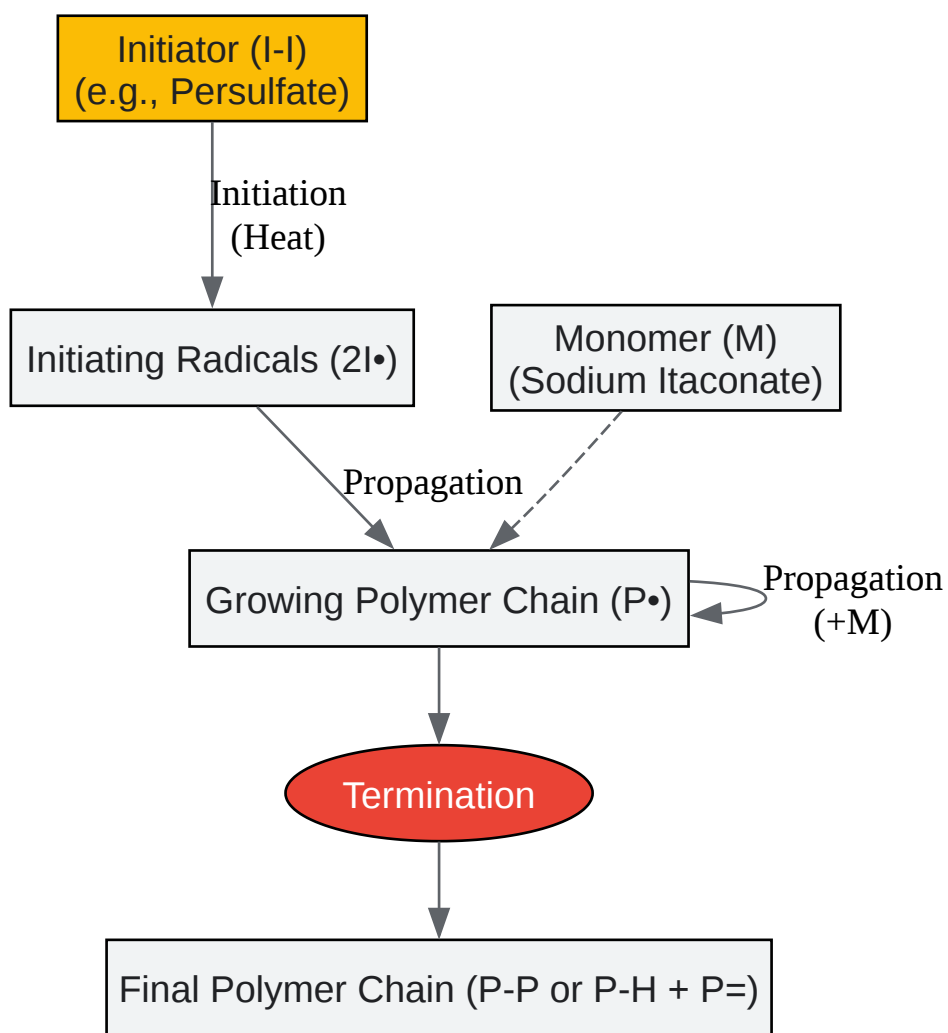 Initiator (I-I)
(e.g., Persulfate)
Initiation
(Heat)
Initiating Radicals (2I•)
Monomer (M)
(Sodium Itaconate)
Propagation
Growing Polymer Chain (P•)
Propagation
(+M)
Termination
Final Polymer Chain (P-P or P-H + P=)